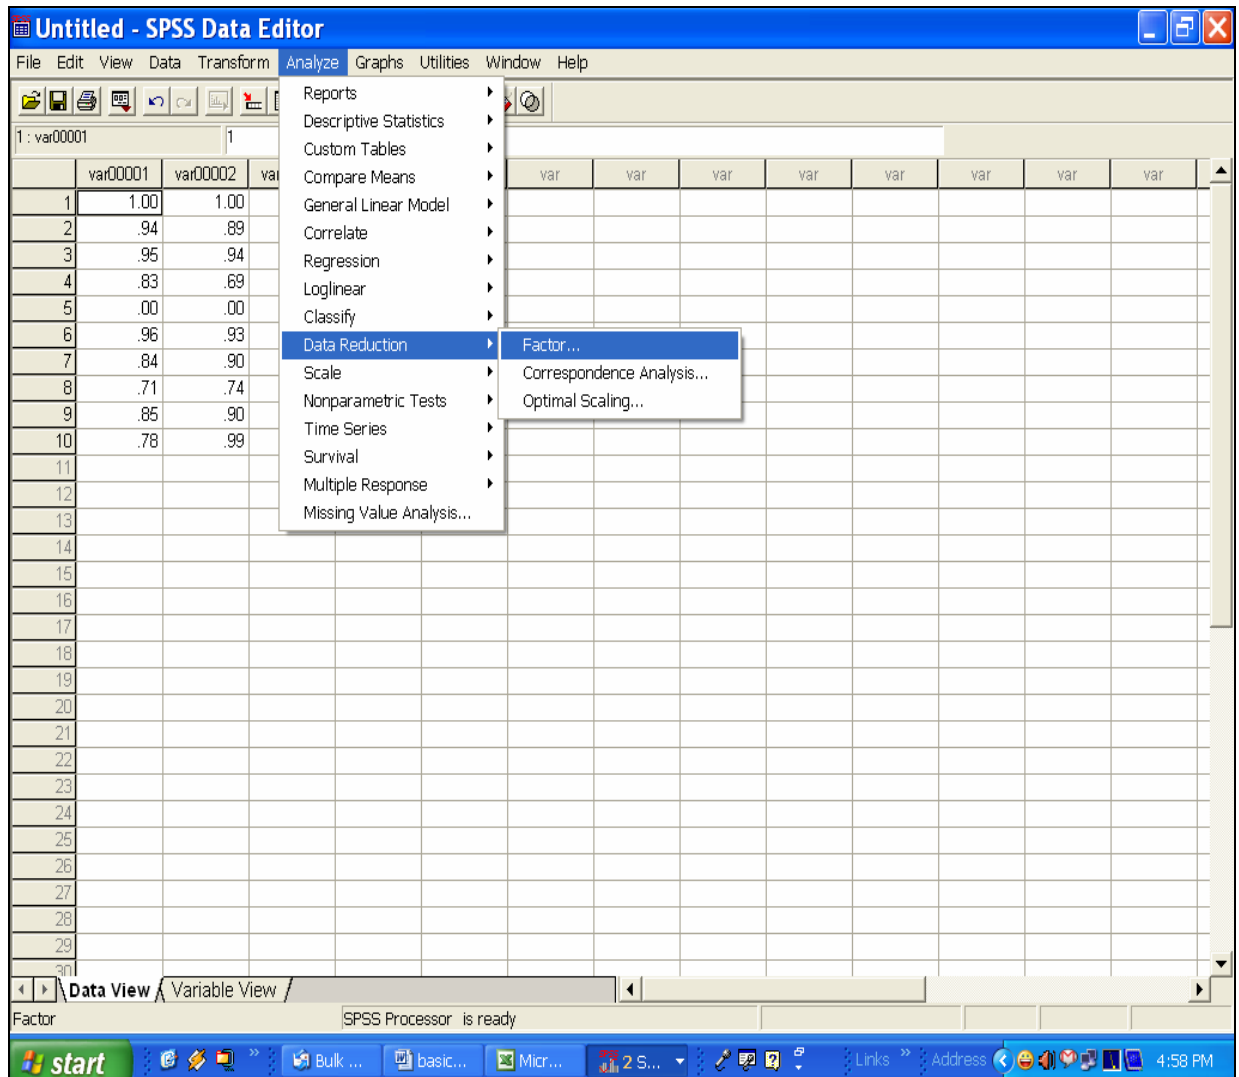 Untitled - SPSS Data Editor
File Edit View Data Transform Analyze Graphs Utilities Window Help
1 : var00001 1
var00001 var00002 var var var var var var var var var
1 1.00 1.00
2 .94 .89
3 .95 .94
4 .83 .69
5 .00 .00
6 .96 .93
7 .84 .90
8 .71 .74
9 .85 .90
10 .78 .99
11
12
13
14
15
16
17
18
19
20
21
22
23
24
25
26
27
28
29
30
Reports
Descriptive Statistics
Custom Tables
Compare Means
General Linear Model
Correlate
Regression
Loglinear
Classify
Data Reduction
Scale
Nonparametric Tests
Time Series
Survival
Multiple Response
Missing Value Analysis...
Factor...
Correspondence Analysis...
Optimal Scaling...
Data View Variable View
Factor SPSS Processor is ready
start Bulk ... basic... Micr... 2 S... Links » Address 4:58 PM